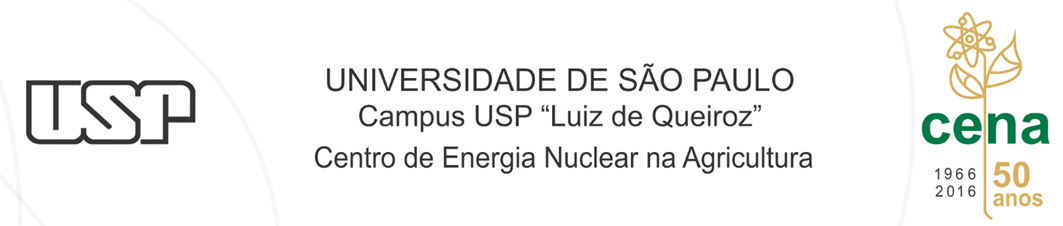 USP
UNIVERSIDADE DE SÃO PAULO
Campus USP “Luiz de Queiroz”
Centro de Energia Nuclear na Agricultura
cena
1966
2016
50
anos